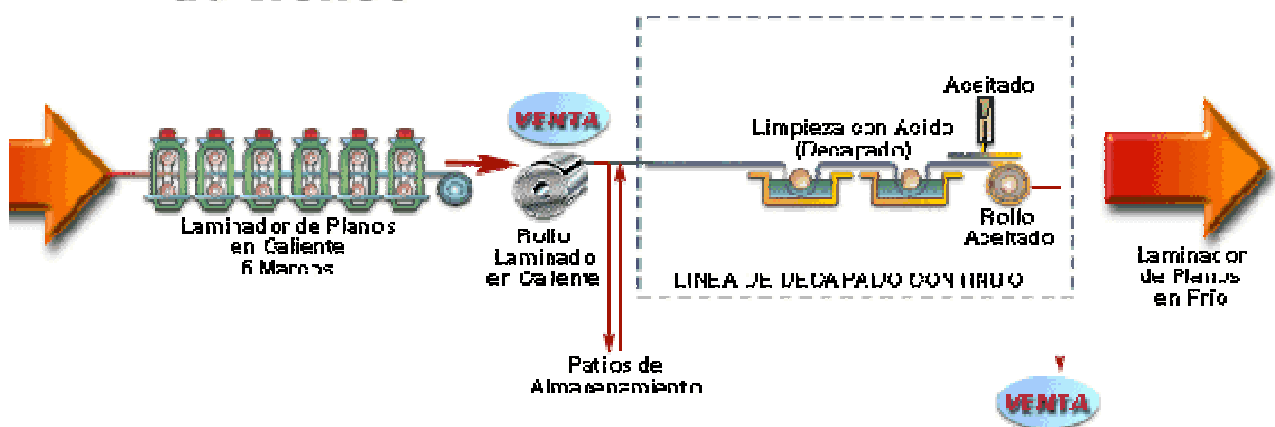 Aceitado
VENTA
Limpieza con Acido
(Decapado)
Laminador de Planos
en Caliente
6 Marcos
Rollo
Laminado
en Caliente
Rollo
Aceitado
LINEA DE DECAPADO CONTINUO
Laminador
de Planos
en Frio
Patios de
Almacenamiento
VENTA